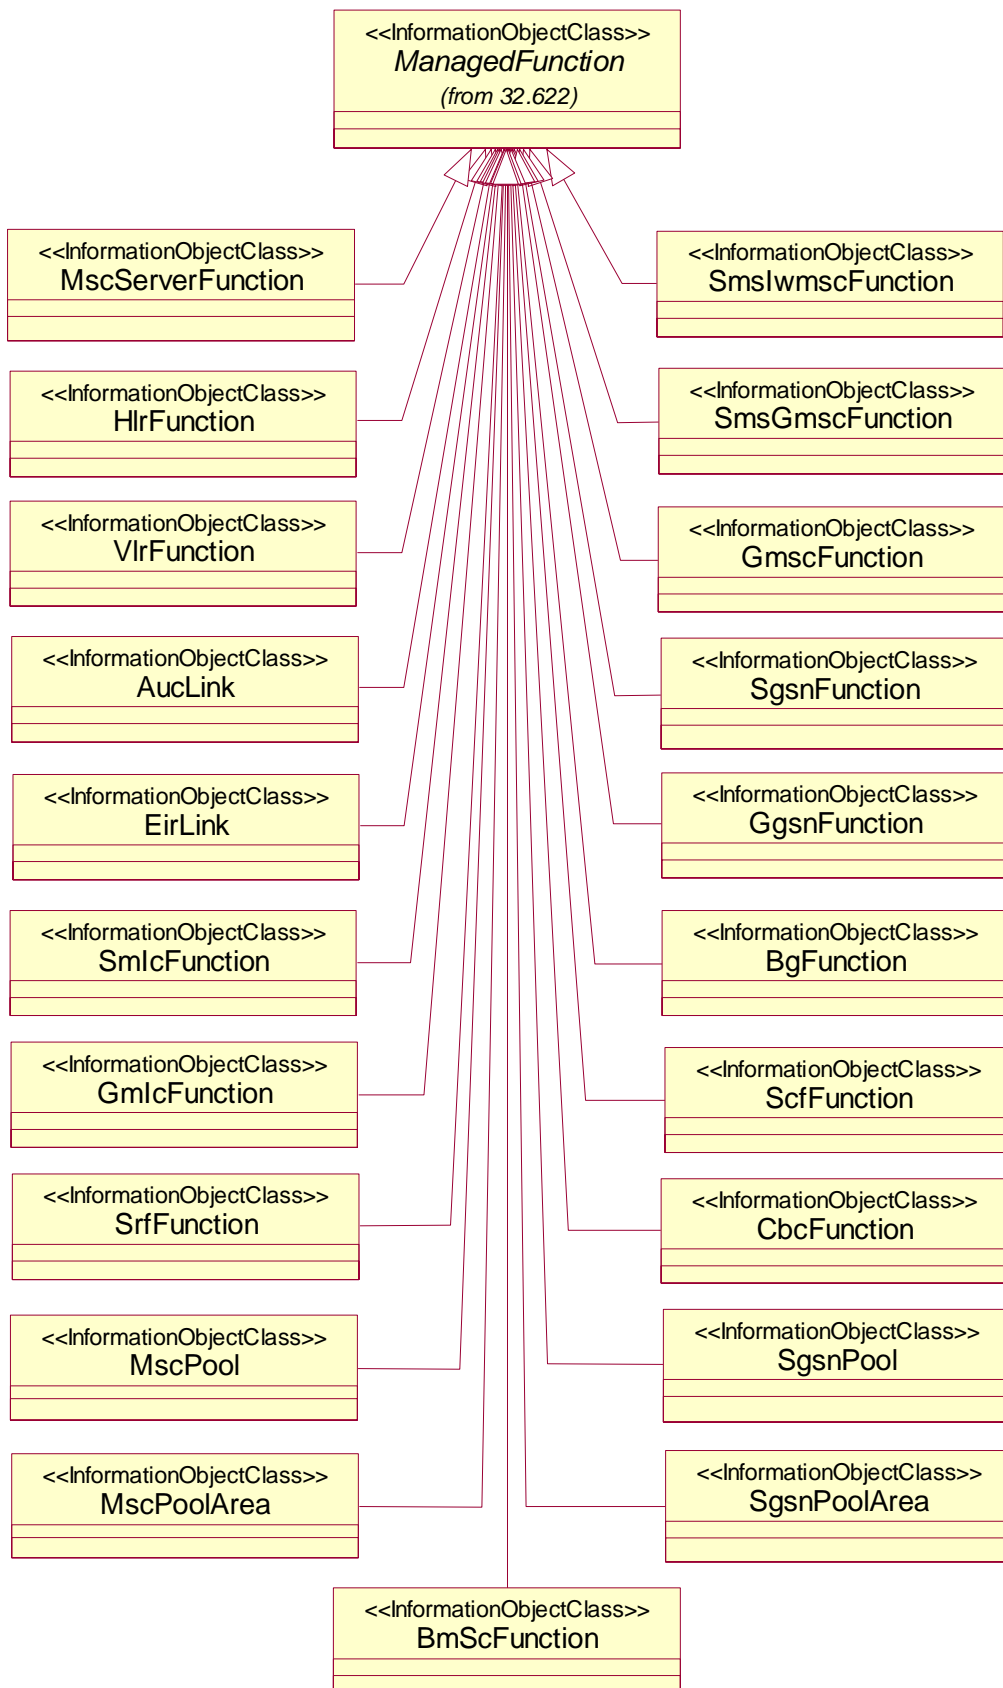 <<InformationObjectClass>>
ManagedFunction
(from 32.622)
<<InformationObjectClass>>
MscServerFunction
<<InformationObjectClass>>
HlrFunction
<<InformationObjectClass>>
VlrFunction
<<InformationObjectClass>>
AucLink
<<InformationObjectClass>>
EirLink
<<InformationObjectClass>>
SmlcFunction
<<InformationObjectClass>>
GmlcFunction
<<InformationObjectClass>>
SrfFunction
<<InformationObjectClass>>
MscPool
<<InformationObjectClass>>
MscPoolArea
<<InformationObjectClass>>
SmsIwmscFunction
<<InformationObjectClass>>
SmsGmscFunction
<<InformationObjectClass>>
GmscFunction
<<InformationObjectClass>>
SgsnFunction
<<InformationObjectClass>>
GgsnFunction
<<InformationObjectClass>>
BgFunction
<<InformationObjectClass>>
ScfFunction
<<InformationObjectClass>>
CbcFunction
<<InformationObjectClass>>
SgsnPool
<<InformationObjectClass>>
SgsnPoolArea
<<InformationObjectClass>>
BmScFunction